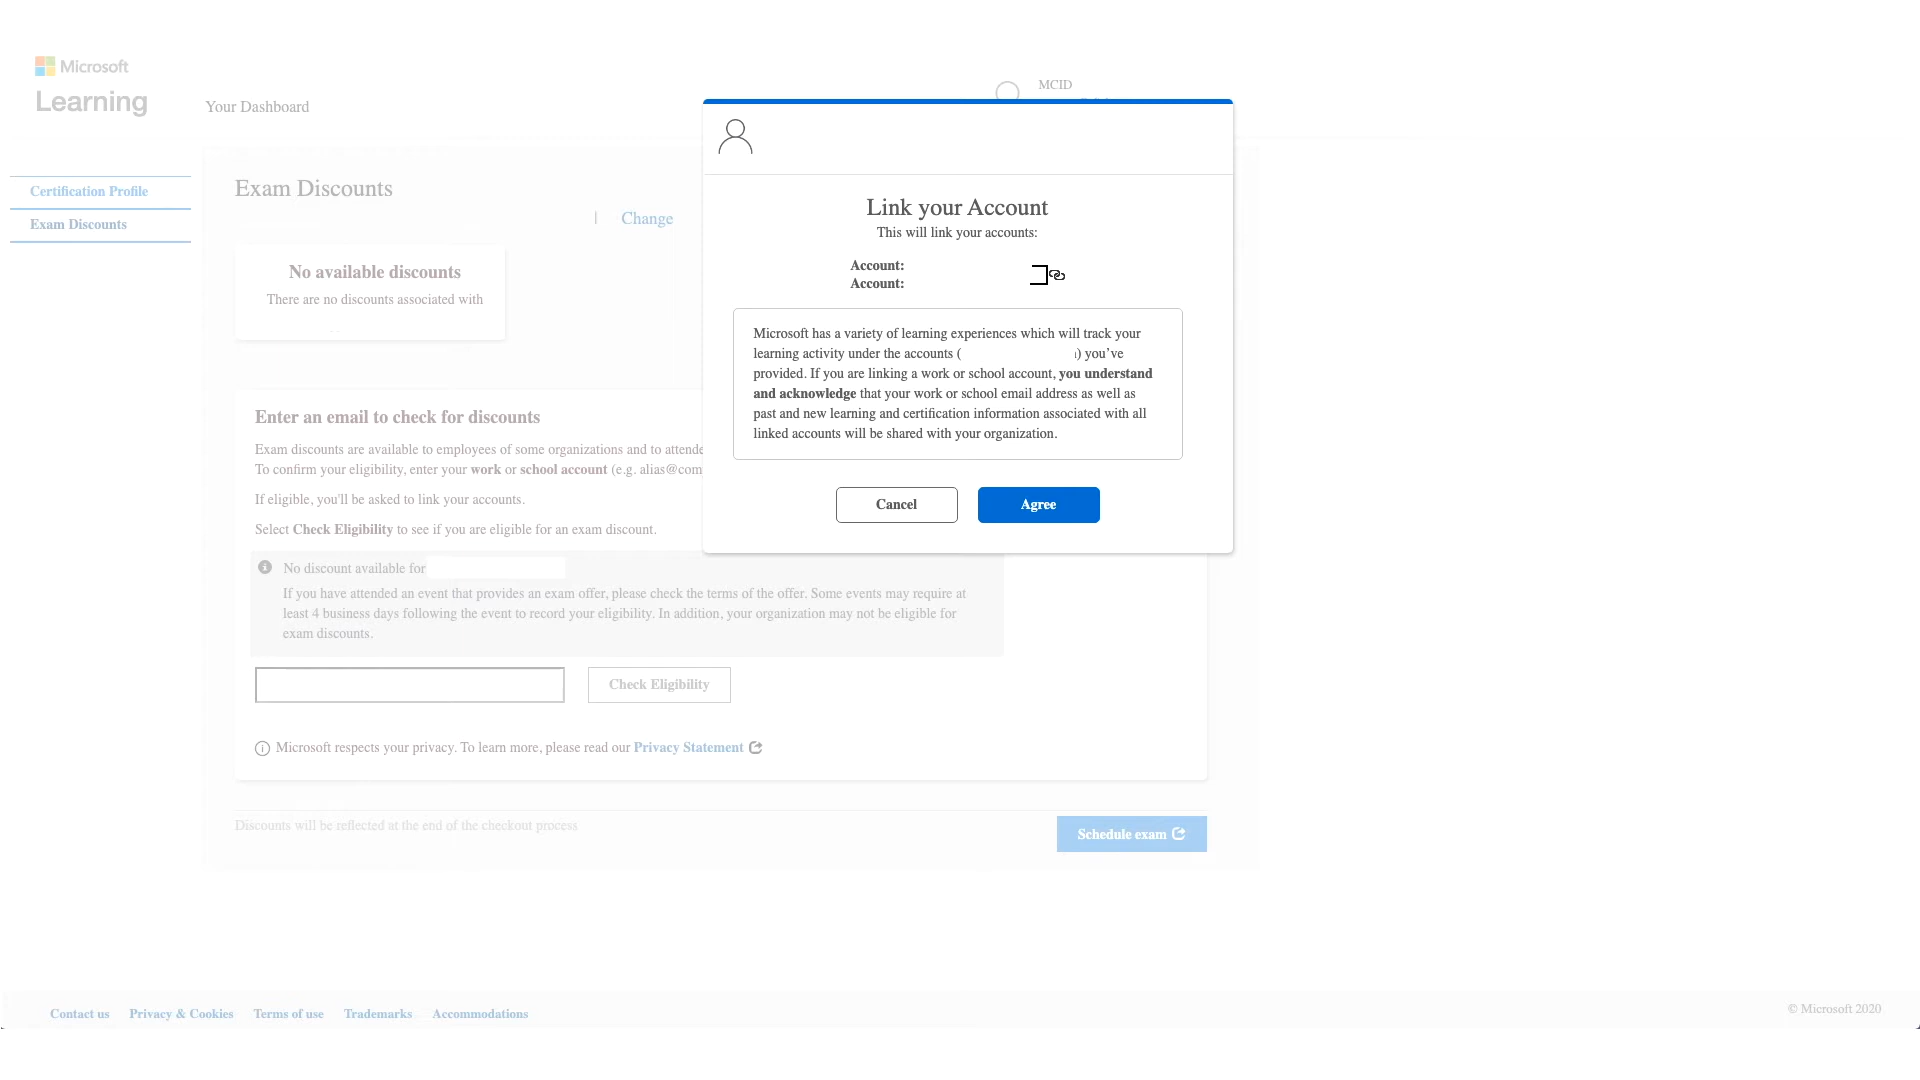 Microsoft
Learning
Your Dashboard
MCID
Certification Profile
Exam Discounts
Exam Discounts
| Change
No available discounts
There are no discounts associated with
Enter an email to check for discounts
Exam discounts are available to employees of some organizations and to
To confirm your eligibility, enter your work or school account (e.g.
If eligible, you'll be asked to link your accounts.
Select Check Eligibility to see if you are eligible for an exam discount.
No discount available for
If you have attended an event that provides an exam offer, please check the terms of the offer. Some events may require at
least 4 business days following the event to record your eligibility. In addition, your organization may not be eligible for
exam discounts.
Check Eligibility
Microsoft respects your privacy. To learn more, please read our Privacy Statement
Discounts will be reflected at the end of the checkout process
Schedule exam
Link your Account
This will link your accounts:
Account:
Account:
Microsoft has a variety of learning experiences which will track your
learning activity under the accounts ( ) you've
provided. If you are linking a work or school account, you understand
and acknowledge that your work or school email address as well as
past and new learning and certification information associated with all
linked accounts will be shared with your organization.
Cancel
Agree
Contact us
Privacy & Cookies
Terms of use
Trademarks
Accommodations
© Microsoft 2020